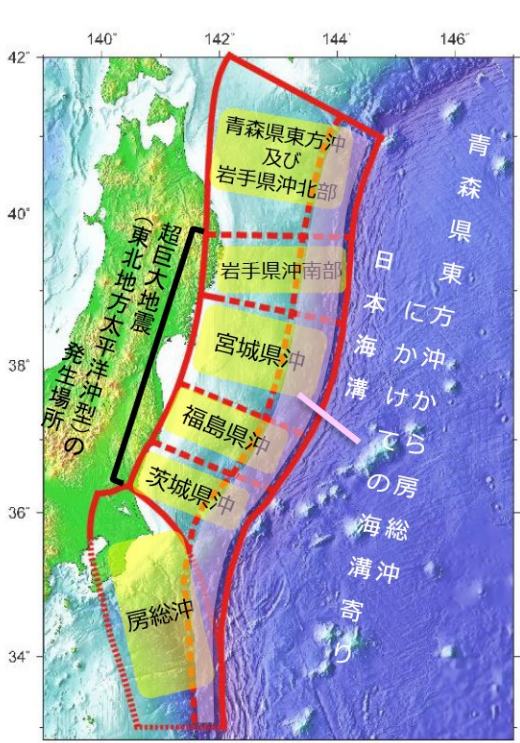 140°
142°
144°
146°
42°
40°
38°
36°
34°
青森県東方沖
及び
岩手県沖北部
岩手県沖南部
宮城県沖
福島県沖
茨城県沖
房総沖
超巨大地震
（東北地方太平洋沖型）の
発生場所
日本海溝
青森県東方沖から房総沖
にかけての海溝寄り